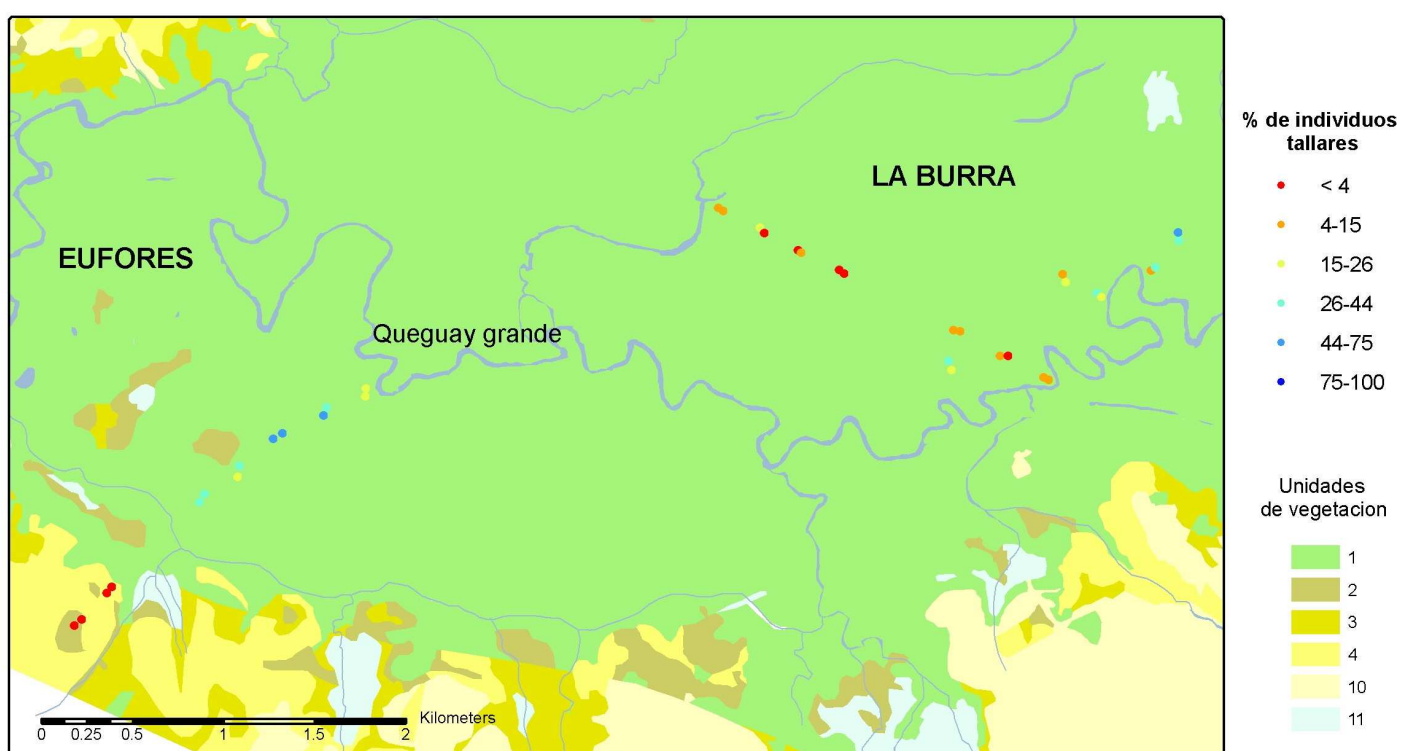 LA BURRA
EUFORES
Queguay grande
Kilometers
0 0.25 0.5 1 1.5 2
% de individuos
tallares
< 4
4-15
15-26
26-44
44-75
75-100
Unidades
de vegetacion
1
2
3
4
10
11